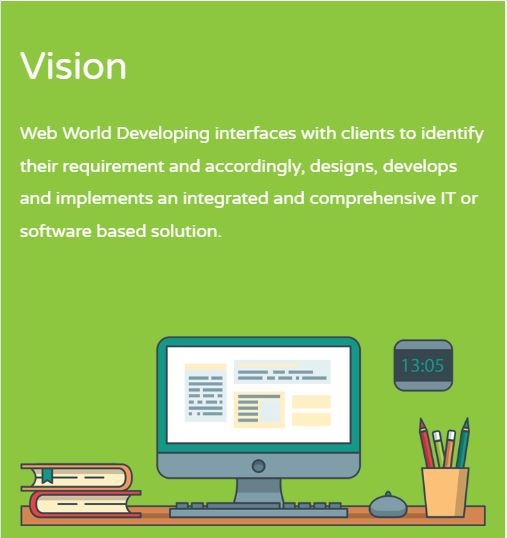 Vision
Web World Developing interfaces with clients to identify
their requirement and accordingly, designs, develops
and implements an integrated and comprehensive IT or
software based solution.
13:05